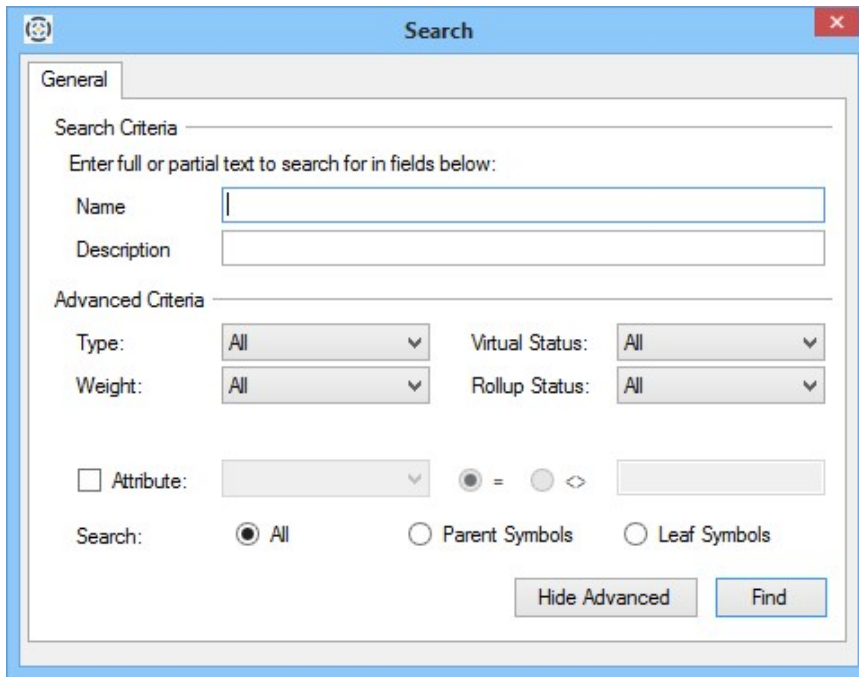 Search
General
Search Criteria
Enter full or partial text to search for in fields below:
Name
Description
Advanced Criteria
Type: All Virtual Status: All
Weight: All Rollup Status: All
Attribute: = <>
Search: All Parent Symbols Leaf Symbols
Hide Advanced Find